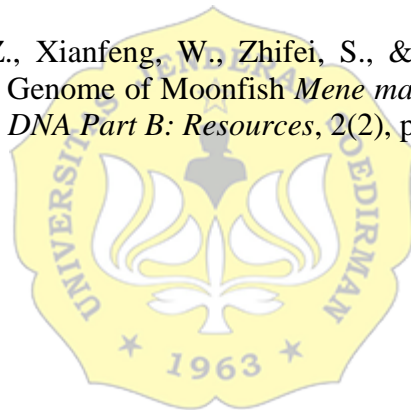 Z., Xianfeng, W., Zhifei, S., &
Genome of Moonfish Mene ma
DNA Part B: Resources, 2(2), p
UNIVERSITAS JENDERAL SOEDIRMAN
* 1963 *